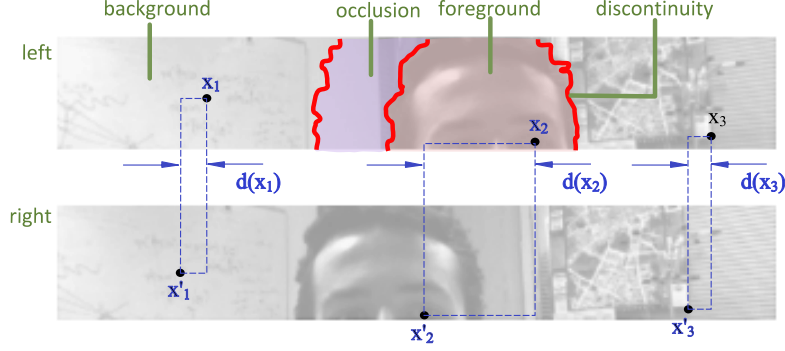 background occlusion foreground discontinuity
left
x₁ x₂ x₃
d(x₁) d(x₂) d(x₃)
right
x'₁ x'₂ x'₃